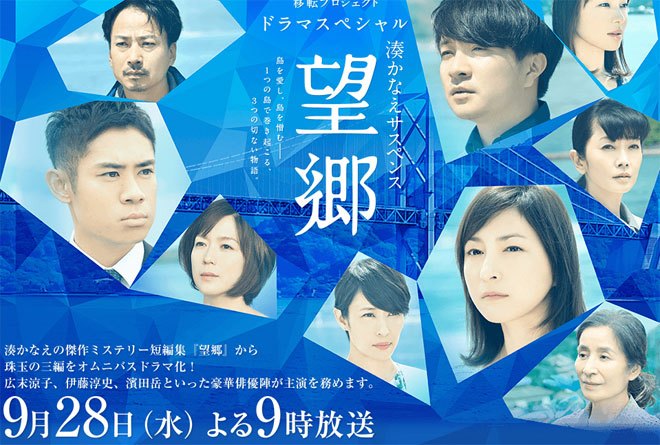 移転プロジェクト
ドラマスペシャル
湊かなえサスペンス
望郷
島を愛し、島を憎む――
1つの島で巻き起こる、
3つの切ない物語。
湊かなえの傑作ミステリー短編集『望郷』から
珠玉の三編をオムニバスドラマ化！
広末涼子、伊藤淳史、濱田岳といった豪華俳優陣が主演を務めます。
9月28日(水)よる9時放送